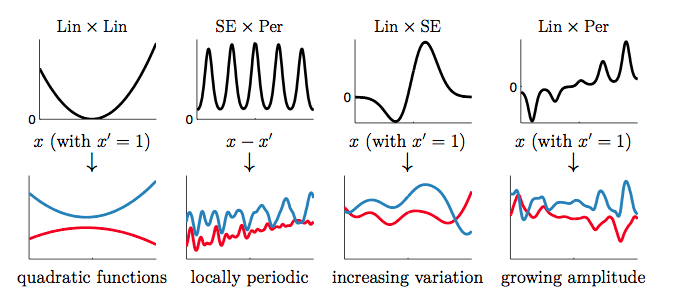 Lin × Lin
SE × Per
Lin × SE
Lin × Per
0
0
0
0
x (with x′ = 1)
x − x′
x (with x′ = 1)
x (with x′ = 1)
↓
↓
↓
↓
quadratic functions
locally periodic
increasing variation
growing amplitude